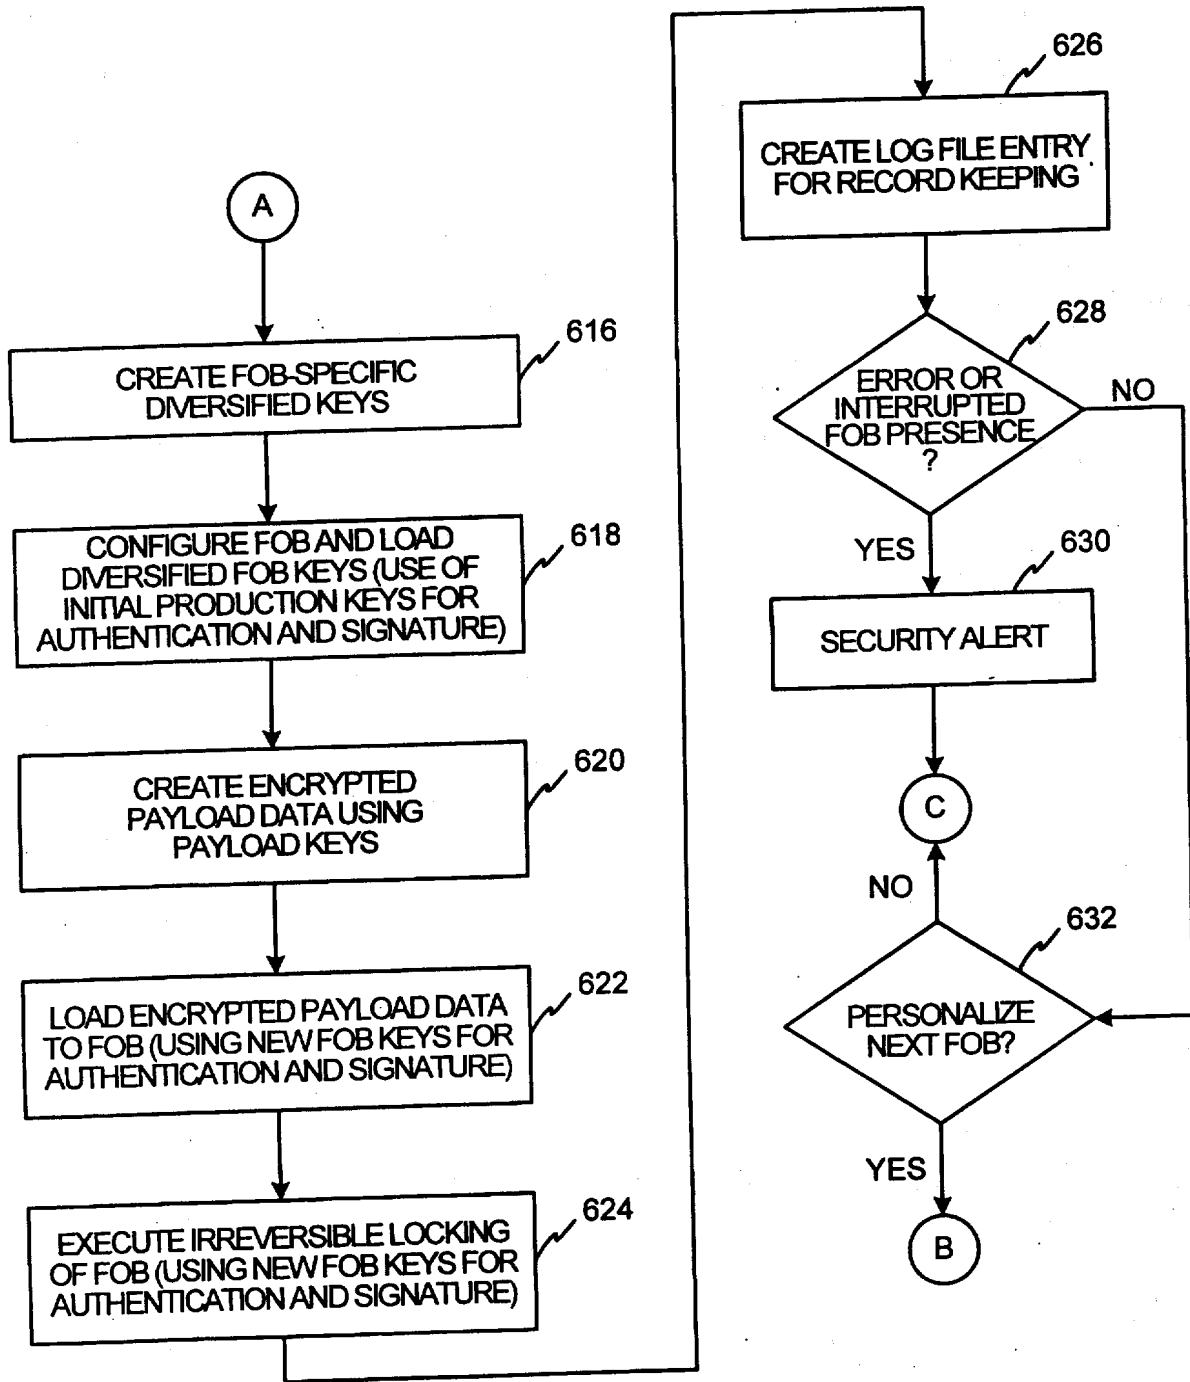 A
616
CREATE FOB-SPECIFIC
DIVERSIFIED KEYS
618
CONFIGURE FOB AND LOAD
DIVERSIFIED FOB KEYS (USE OF
INITIAL PRODUCTION KEYS FOR
AUTHENTICATION AND SIGNATURE)
620
CREATE ENCRYPTED
PAYLOAD DATA USING
PAYLOAD KEYS
622
LOAD ENCRYPTED PAYLOAD DATA
TO FOB (USING NEW FOB KEYS FOR
AUTHENTICATION AND SIGNATURE)
624
EXECUTE IRREVERSIBLE LOCKING
OF FOB (USING NEW FOB KEYS FOR
AUTHENTICATION AND SIGNATURE)
626
CREATE LOG FILE ENTRY
FOR RECORD KEEPING
628
ERROR OR
INTERRUPTED
FOB PRESENCE
?
NO
YES
630
SECURITY ALERT
C
NO
632
PERSONALIZE
NEXT FOB?
YES
B